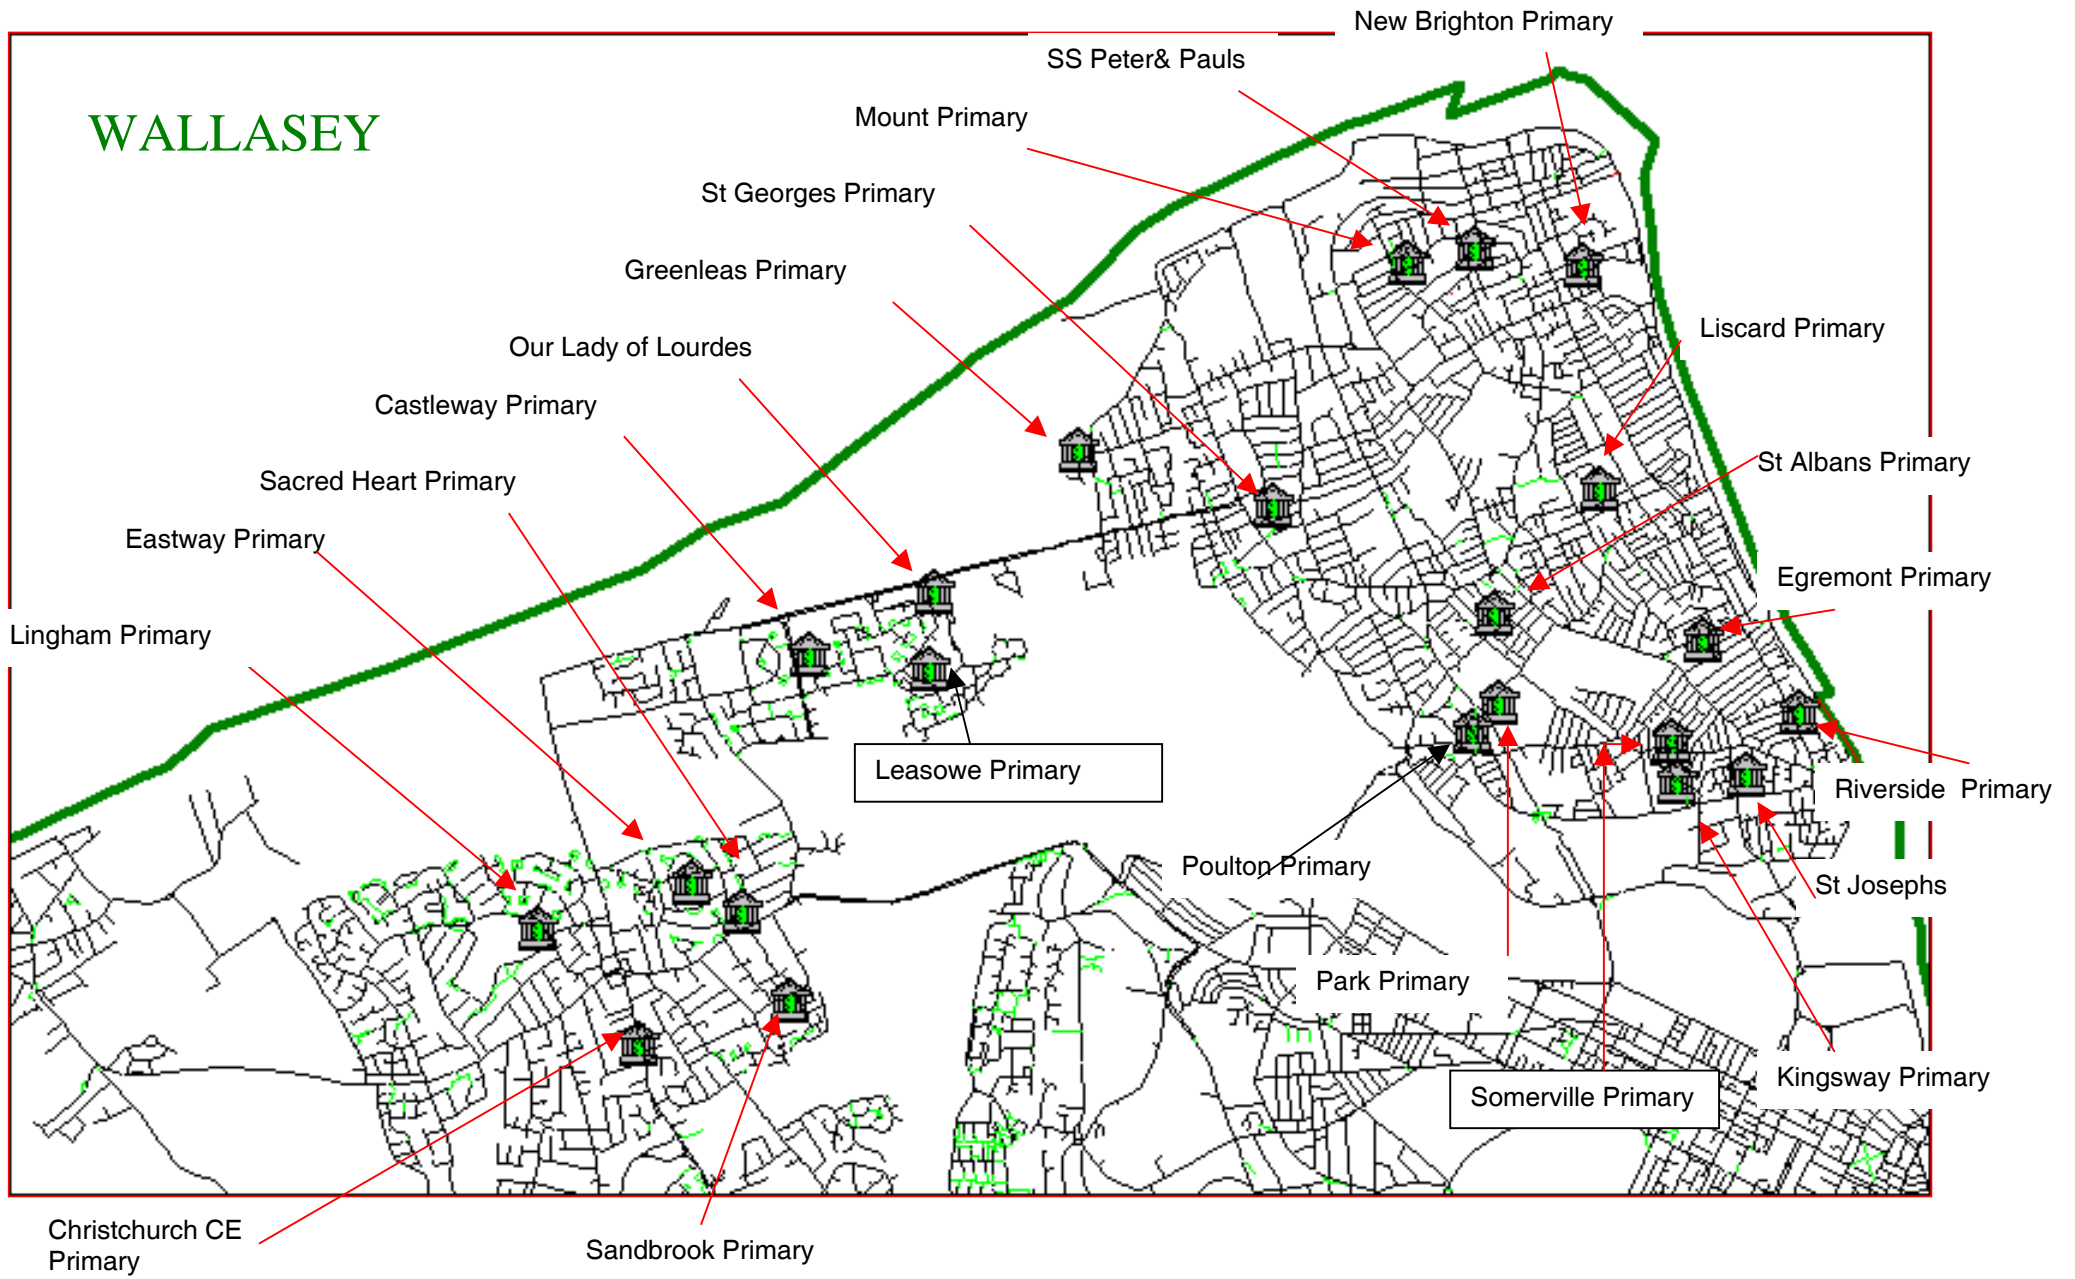 New Brighton Primary
SS Peter& Pauls
Mount Primary
WALLASEY
St Georges Primary
Greenleas Primary
Liscard Primary
Our Lady of Lourdes
Castleway Primary
St Albans Primary
Sacred Heart Primary
Eastway Primary
Egremont Primary
Lingham Primary
Leasowe Primary
Riverside  Primary
Poulton Primary
St Josephs
Park Primary
Kingsway Primary
Somerville Primary
Christchurch CE
Primary
Sandbrook Primary